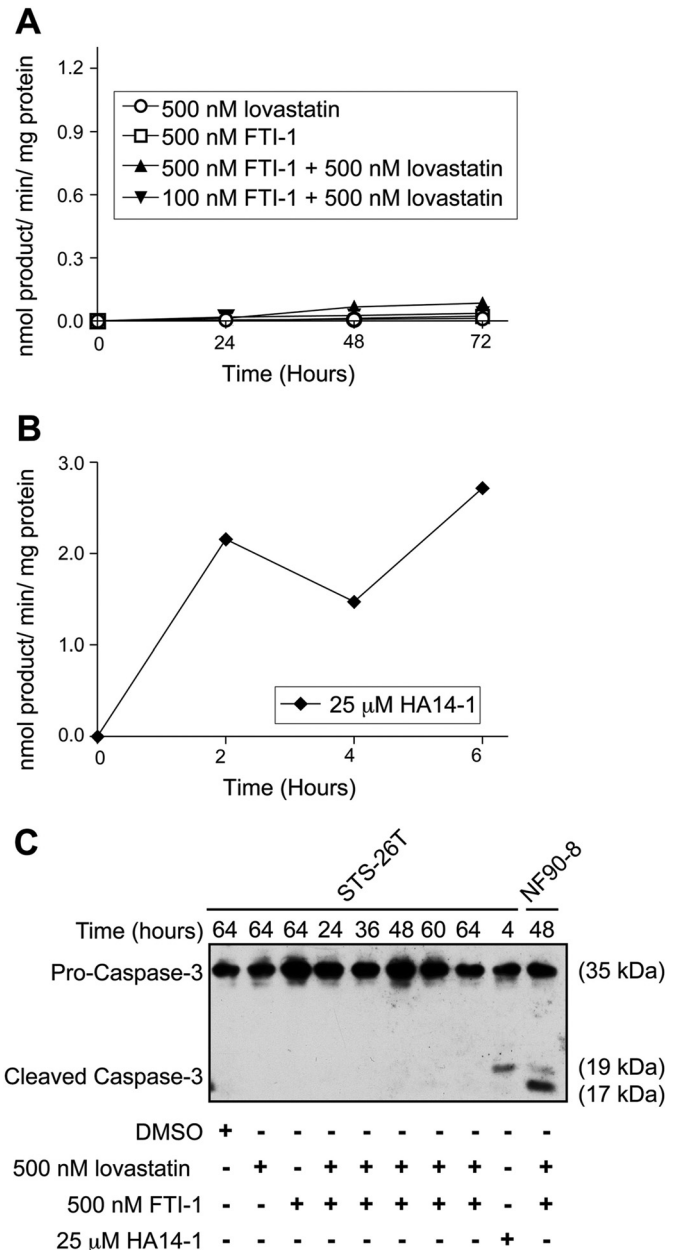 A
nmol product/ min/ mg protein
1.2
0.9
0.6
0.3
0.0
500 nM lovastatin
500 nM FTI-1
500 nM FTI-1 + 500 nM lovastatin
100 nM FTI-1 + 500 nM lovastatin
0 24 48 72
Time (Hours)
B
nmol product/ min/ mg protein
3.0
2.0
1.0
0.0
25 μM HA14-1
0 2 4 6
Time (Hours)
C
STS-26T NF90-8
Time (hours) 64 64 64 24 36 48 60 64 4 48
Pro-Caspase-3 (35 kDa)
Cleaved Caspase-3 (19 kDa)
(17 kDa)
DMSO + - - - - - - - - -
500 nM lovastatin - + - + + + + + - +
500 nM FTI-1 - - + + + + + + - +
25 μM HA14-1 - - - - - - - - + -